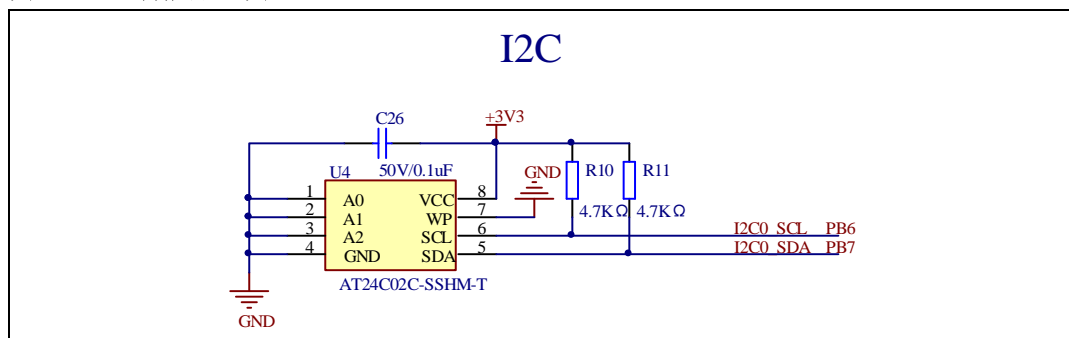 I2C
C26
+3V3
U4
50V/0.1uF
GND
R10
R11
4.7KΩ
4.7KΩ
1 A0 VCC 8
2 A1 WP 7
3 A2 SCL 6
4 GND SDA 5
I2C0_SCL PB6
I2C0_SDA PB7
AT24C02C-SSHM-T
GND